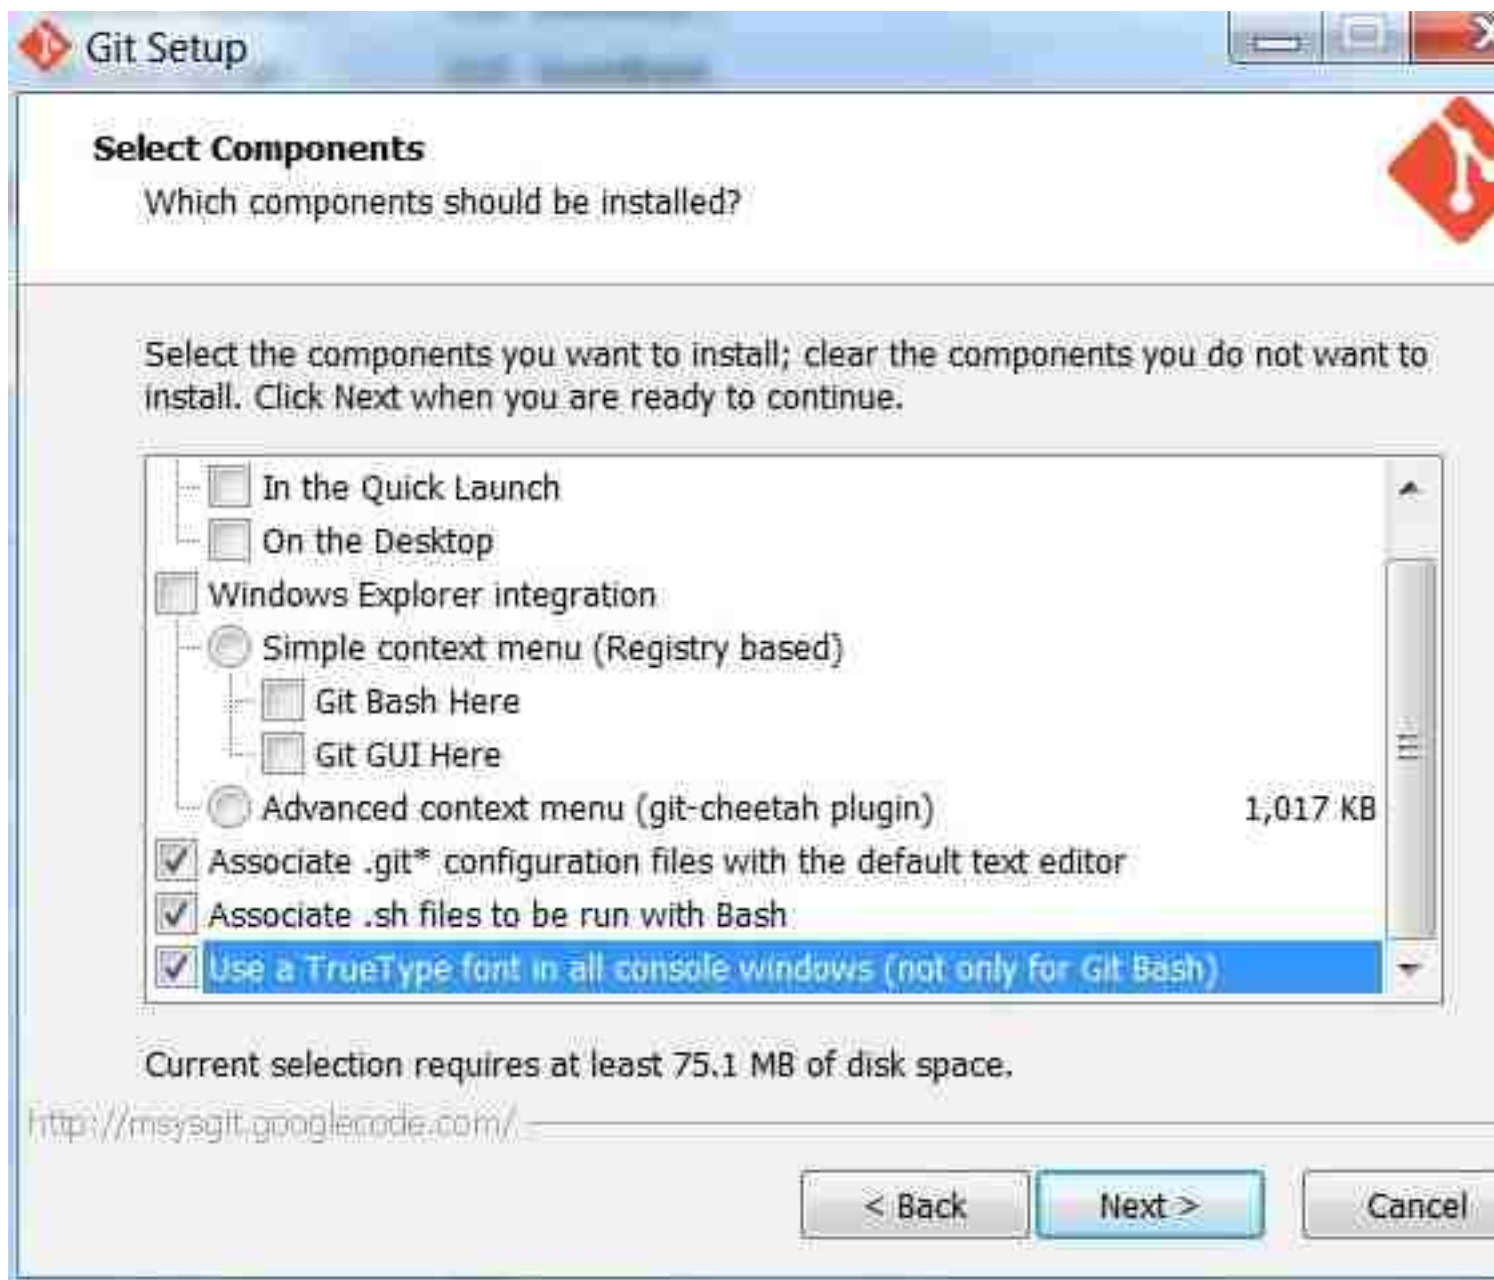 Git Setup
Select Components
Which components should be installed?
Select the components you want to install; clear the components you do not want to
install. Click Next when you are ready to continue.
In the Quick Launch
On the Desktop
Windows Explorer integration
Simple context menu (Registry based)
Git Bash Here
Git GUI Here
Advanced context menu (git-cheetah plugin) 1,017 KB
Associate .git* configuration files with the default text editor
Associate .sh files to be run with Bash
Use a TrueType font in all console windows (not only for Git Bash)
Current selection requires at least 75.1 MB of disk space.
http://msysgit.googlecode.com/
< Back Next > Cancel